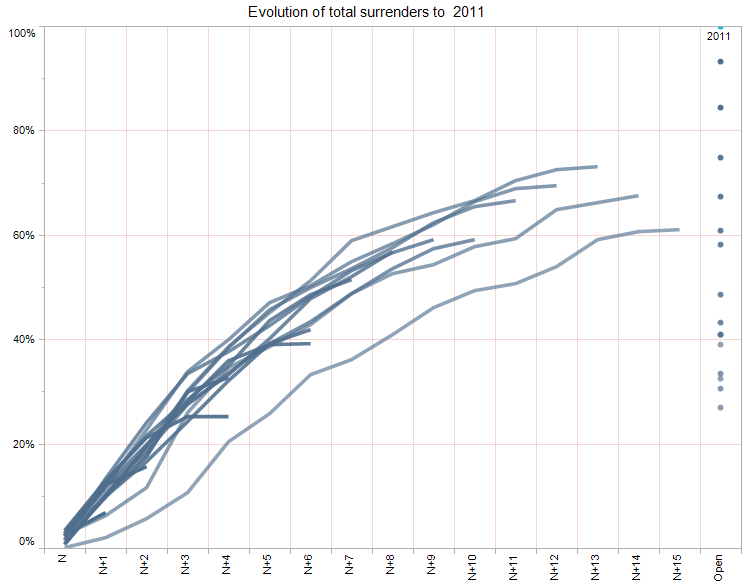 Evolution of total surrenders to  2011
100%
2011
80%
60%
40%
20%
0%
N
N+1
N+2
N+3
N+4
N+5
N+6
N+7
N+8
N+9
N+10
N+11
N+12
N+13
N+14
N+15
Open